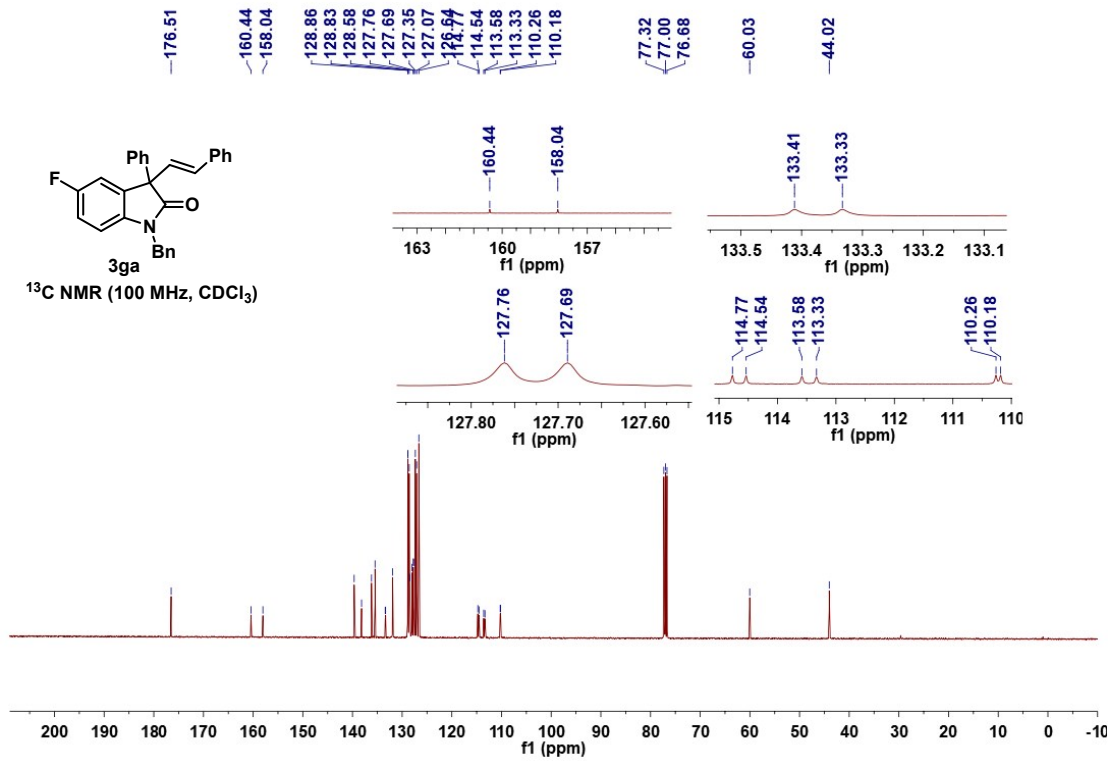 176.51
160.44
158.04
128.86
128.83
128.58
127.76
127.69
127.35
127.07
126.64
114.77
114.54
113.58
113.33
110.26
110.18
77.32
77.00
76.68
60.03
44.02
Ph
Ph
F
O
N
Bn
3ga
¹³C NMR (100 MHz, CDCl₃)
160.44
158.04
163 160 157
f1 (ppm)
133.41
133.33
133.5 133.4 133.3 133.2 133.1
f1 (ppm)
127.76
127.69
127.80 127.70 127.60
f1 (ppm)
114.77
114.54
113.58
113.33
110.26
110.18
115 114 113 112 111 110
f1 (ppm)
200 190 180 170 160 150 140 130 120 110 100 90 80 70 60 50 40 30 20 10 0 -10
f1 (ppm)